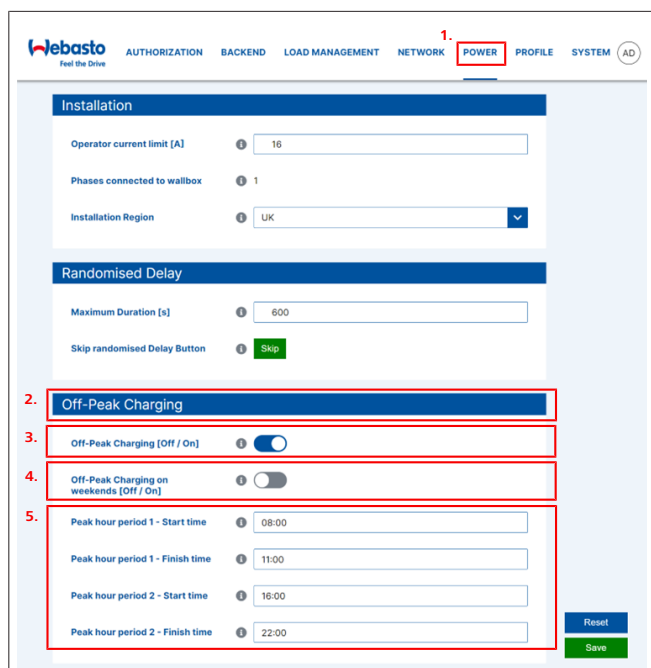 1.
Webasto
Feel the Drive
AUTHORIZATION BACKEND LOAD MANAGEMENT NETWORK POWER PROFILE SYSTEM AD
Installation
Operator current limit [A] 16
Phases connected to wallbox 1
Installation Region UK
Randomised Delay
Maximum Duration [s] 600
Skip randomised Delay Button Skip
2. Off-Peak Charging
3. Off-Peak Charging [Off / On]
4. Off-Peak Charging on
weekends [Off / On]
5. Peak hour period 1 - Start time 08:00
Peak hour period 1 - Finish time 11:00
Peak hour period 2 - Start time 16:00
Peak hour period 2 - Finish time 22:00
Reset
Save